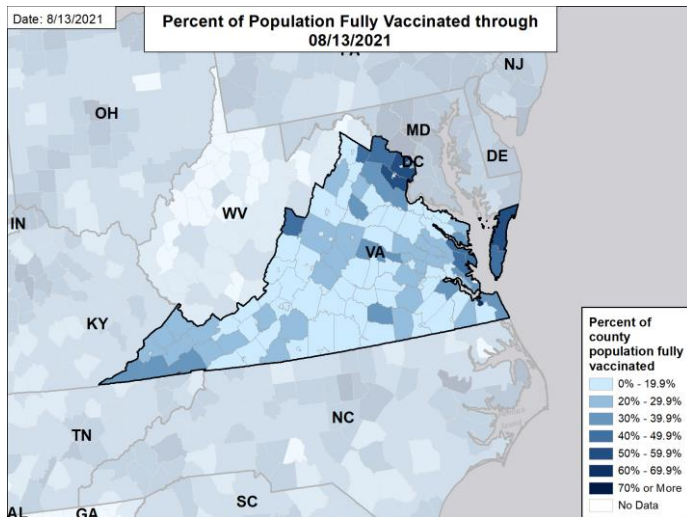 Date: 8/13/2021
Percent of Population Fully Vaccinated through
08/13/2021
NJ
OH
MD
DC
DE
IN
WV
VA
KY
TN
NC
SC
AL
GA
Percent of
county
population fully
vaccinated
0% - 19.9%
20% - 29.9%
30% - 39.9%
40% - 49.9%
50% - 59.9%
60% - 69.9%
70% or More
No Data